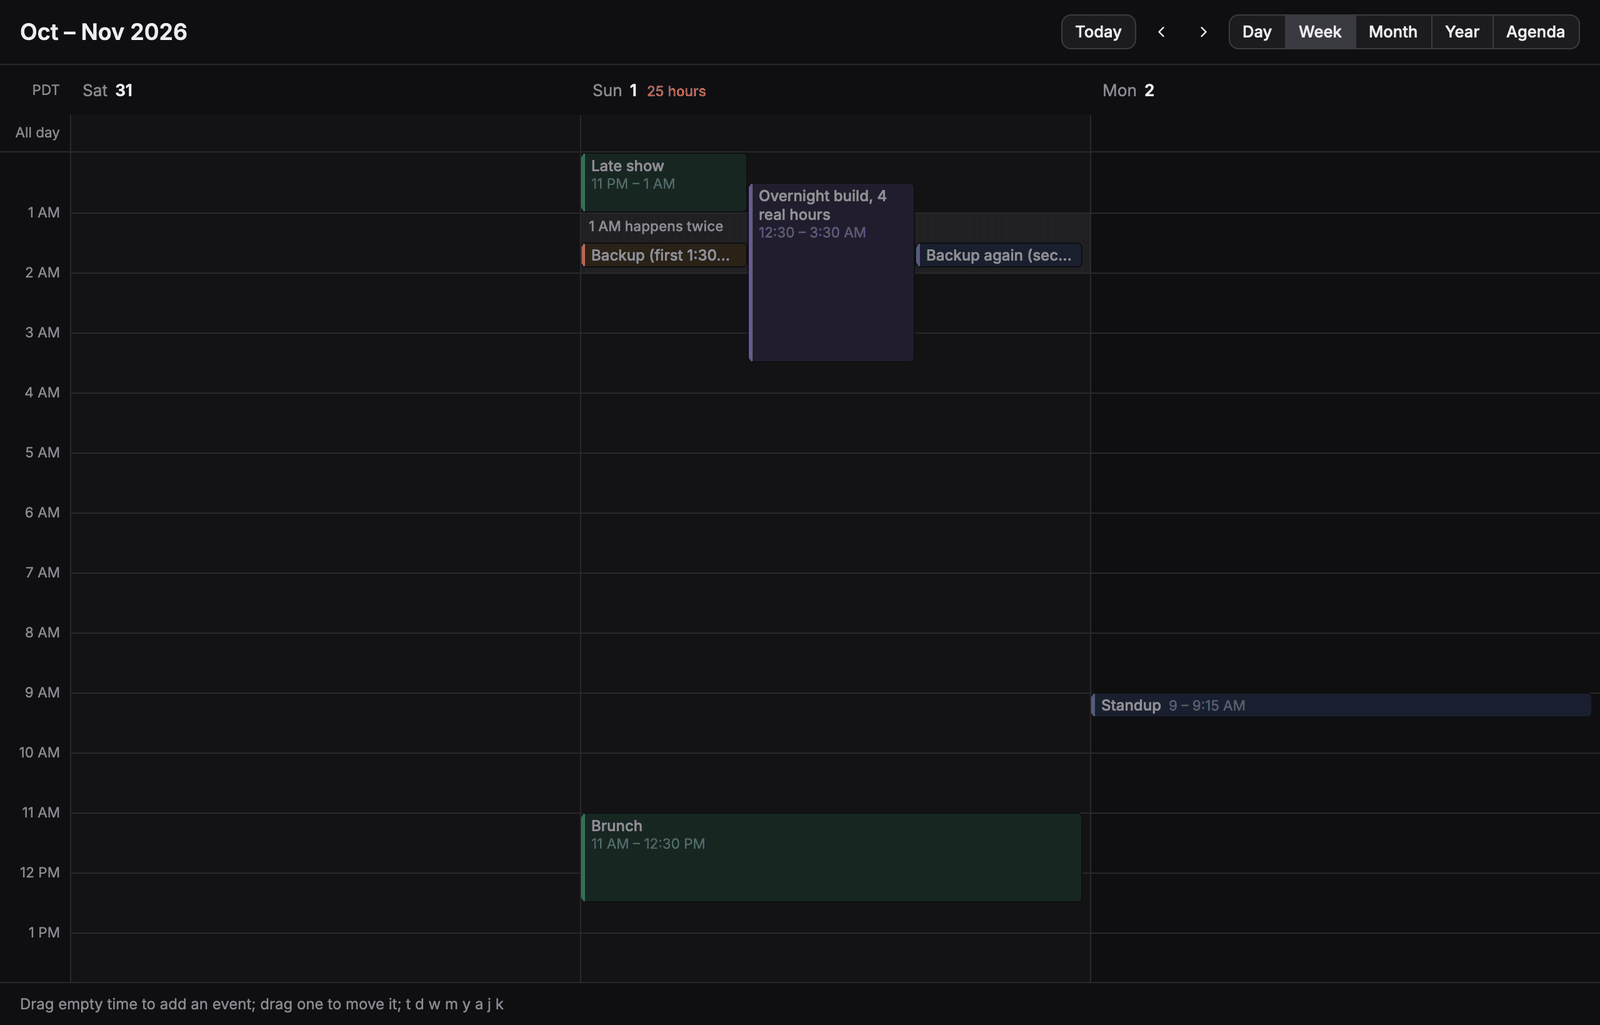 Oct – Nov 2026
Today
Day
Week
Month
Year
Agenda
PDT
Sat 31
Sun 1 25 hours
Mon 2
All day
Late show
11 PM – 1 AM
Overnight build, 4
real hours
12:30 – 3:30 AM
1 AM
1 AM happens twice
Backup (first 1:30...
Backup again (sec...
2 AM
3 AM
4 AM
5 AM
6 AM
7 AM
8 AM
9 AM
Standup 9 – 9:15 AM
10 AM
11 AM
Brunch
11 AM – 12:30 PM
12 PM
1 PM
Drag empty time to add an event; drag one to move it; t d w m y a j k